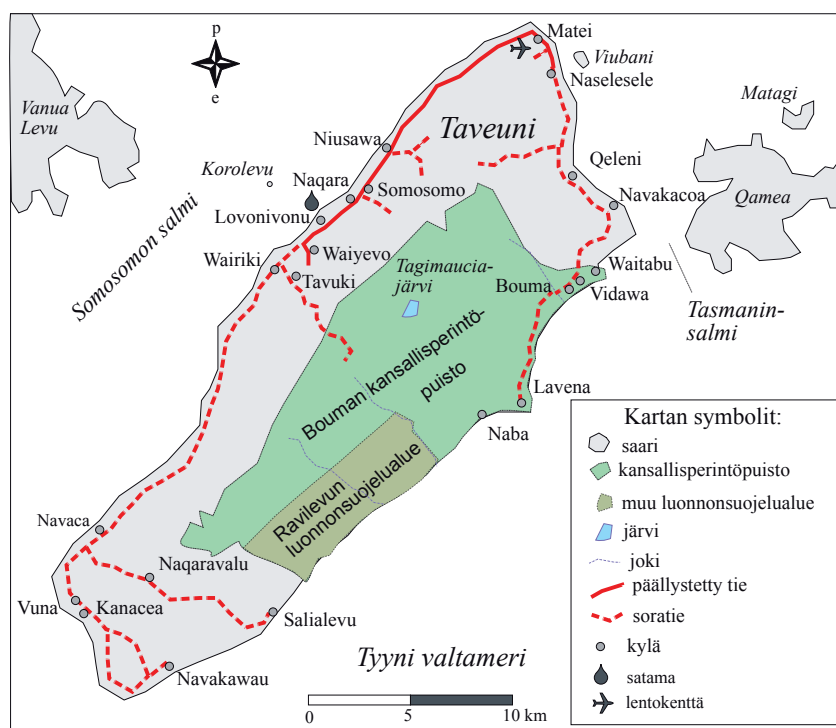 p
e
Matei
Viubani
Naselesele
Vanua
Levu
Taveuni
Matagi
Niusawa
Korolevu
Naqara
Somosomo
Qeleni
Navakacoa
Qamea
Lovonivonu
Somosomon salmi
Wairiki
Waiyevo
Tavuki
Tagimaucia-
järvi
Waitabu
Bouma
Vidawa
Tasmanin-
salmi
Bouman kansallisperintö-
puisto
Lavena
Naba
Ravilevun
luonnonsuojelualue
Navaca
Naqaravalu
Vuna
Kanacea
Salialevu
Navakawau
Tyyni valtameri
0
5
10 km
Kartan symbolit:
saari
kansallisperintöpuisto
muu luonnonsuojelualue
järvi
joki
päällystetty tie
soratie
kylä
satama
lentokenttä